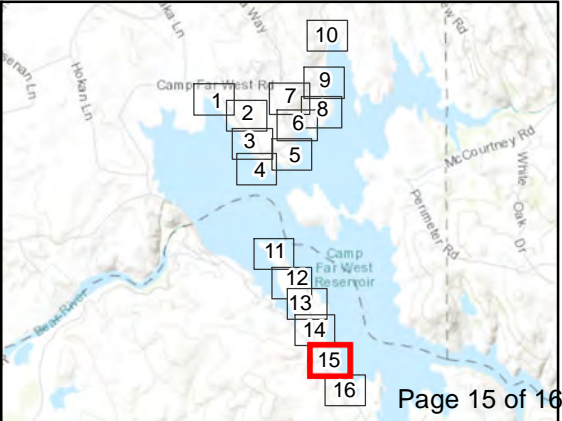 10
Hokan Ln
Camp Far West Rd
9
7
1
8
2
6
3
5
4
McCourtney Rd
White Oak Dr
Perimeter Rd
11
Camp
Far West
Reservoir
12
13
Bear River
14
15
16
Page 15 of 16